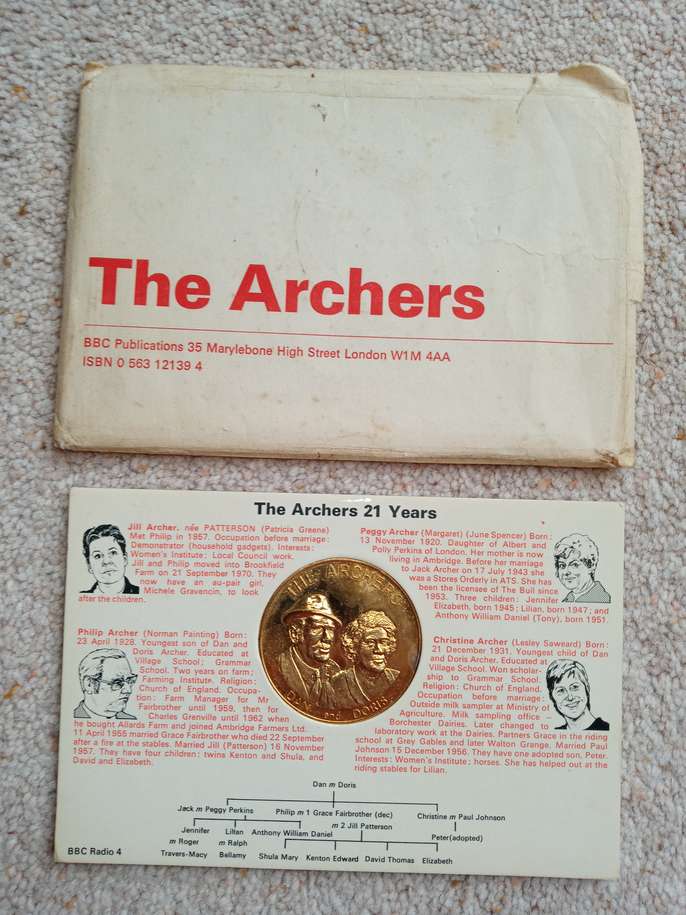 The Archers
BBC Publications 35 Marylebone High Street London W1M 4AA
ISBN 0 563 12139 4
The Archers 21 Years
Jill Archer, née PATTERSON (Patricia Greene)
Met Philip in 1957. Occupation before marriage:
Demonstrator (household gadgets). Interests:
Women's Institute: Local Council work.
Jill and Philip moved into Brookfield
Farm on 21 September 1970. They
now have an au-pair girl,
Michele Gravencin, to look
after the children.
Peggy Archer (Margaret) (June Spencer) Born:
13 November 1920. Daughter of Albert and
Polly Perkins of London. Her mother is now
living in Ambridge. Before her marriage
to Jack Archer on 17 July 1943 she
was a Stores Orderly in ATS. She has
been the licensee of The Bull since
1953. Three children: Jennifer
Elizabeth, born 1945; Lilian, born 1947; and
Anthony William Daniel (Tony), born 1951.
THE ARCHERS
DAN and DORIS
Philip Archer (Norman Painting) Born:
23 April 1928. Youngest son of Dan and
Doris Archer. Educated at
Village School: Grammar
School. Two years on farm;
Farming Institute. Religion:
Church of England. Occupa-
tion: Farm Manager for Mr
Fairbrother until 1959, then for
Charles Grenville until 1962 when
he bought Allards Farm and joined Ambridge Farmers Ltd.
11 April 1955 married Grace Fairbrother who died 22 September
after a fire at the stables. Married Jill (Patterson) 16 November
1957. They have four children: twins Kenton and Shula, and
David and Elizabeth.
Christine Archer (Lesley Saweard) Born:
21 December 1931. Youngest child of Dan
and Doris Archer. Educated at
Village School. Won scholar-
ship to Grammar School.
Religion: Church of England.
Occupation before marriage:
Outside milk sampler at Ministry of
Agriculture. Milk sampling office –
Borchester Dairies. Later changed to
laboratory work at the Dairies. Partners Grace in the riding
school at Grey Gables and later Walton Grange. Married Paul
Johnson 15 December 1956. They have one adopted son, Peter.
Interests: Women's Institute; horses. She has helped out at the
riding stables for Lilian.
Dan m Doris
Jack m Peggy Perkins Philip m 1 Grace Fairbrother (dec) Christine m Paul Johnson
m 2 Jill Patterson
Jennifer Lilian Anthony William Daniel Peter(adopted)
m Roger m Ralph
Travers-Macy Bellamy Shula Mary Kenton Edward David Thomas Elizabeth
BBC Radio 4